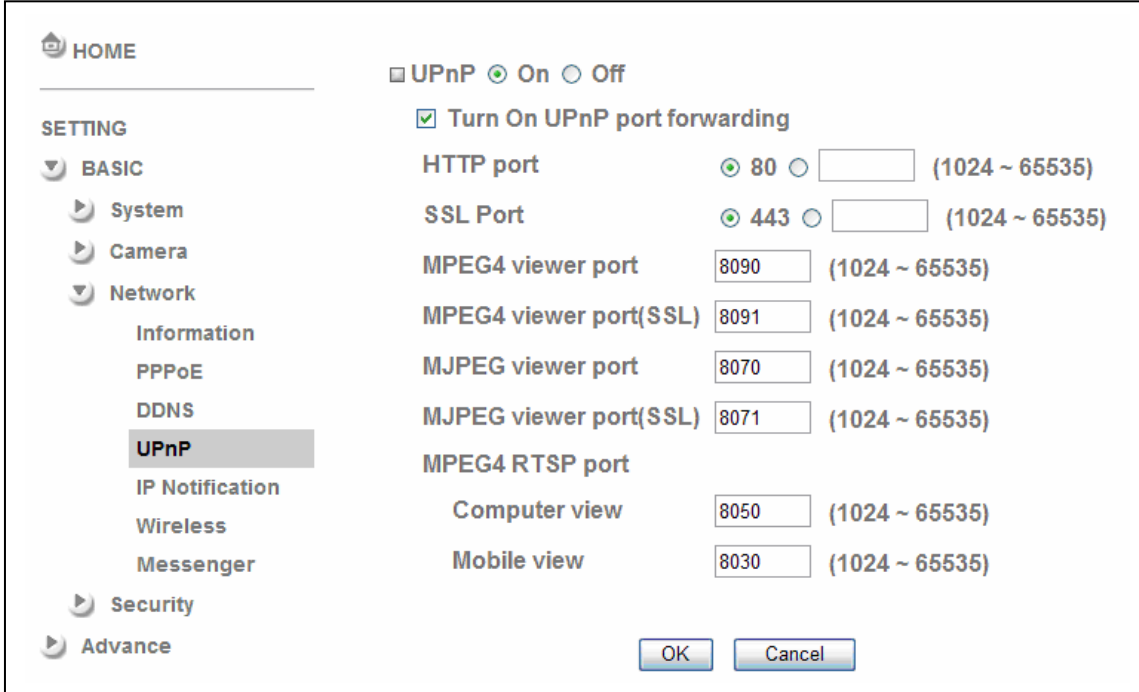 HOME
SETTING
BASIC
System
Camera
Network
Information
PPPoE
DDNS
UPnP
IP Notification
Wireless
Messenger
Security
Advance
UPnP On Off
Turn On UPnP port forwarding
HTTP port 80 (1024 ~ 65535)
SSL Port 443 (1024 ~ 65535)
MPEG4 viewer port 8090 (1024 ~ 65535)
MPEG4 viewer port(SSL) 8091 (1024 ~ 65535)
MJPEG viewer port 8070 (1024 ~ 65535)
MJPEG viewer port(SSL) 8071 (1024 ~ 65535)
MPEG4 RTSP port
Computer view 8050 (1024 ~ 65535)
Mobile view 8030 (1024 ~ 65535)
OK Cancel